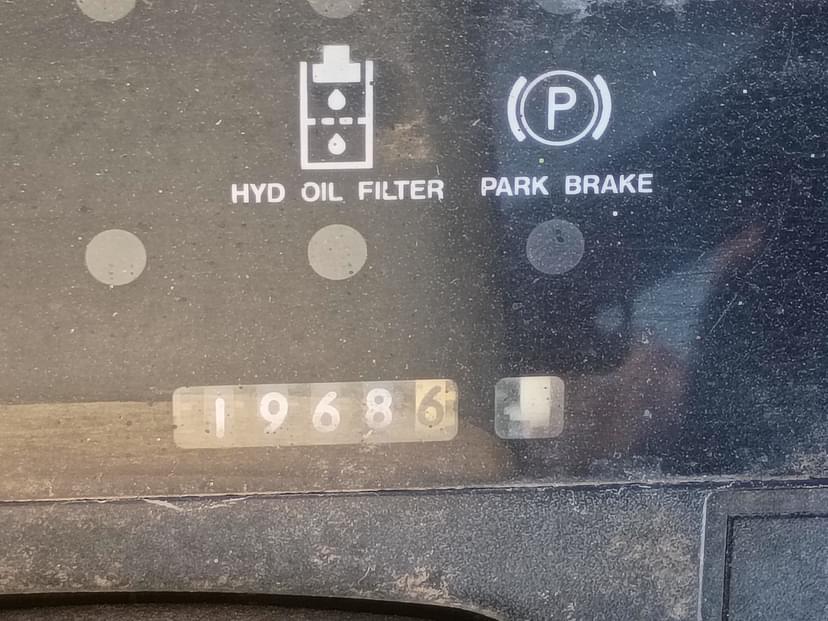 P
HYD OIL FILTER PARK BRAKE
19686